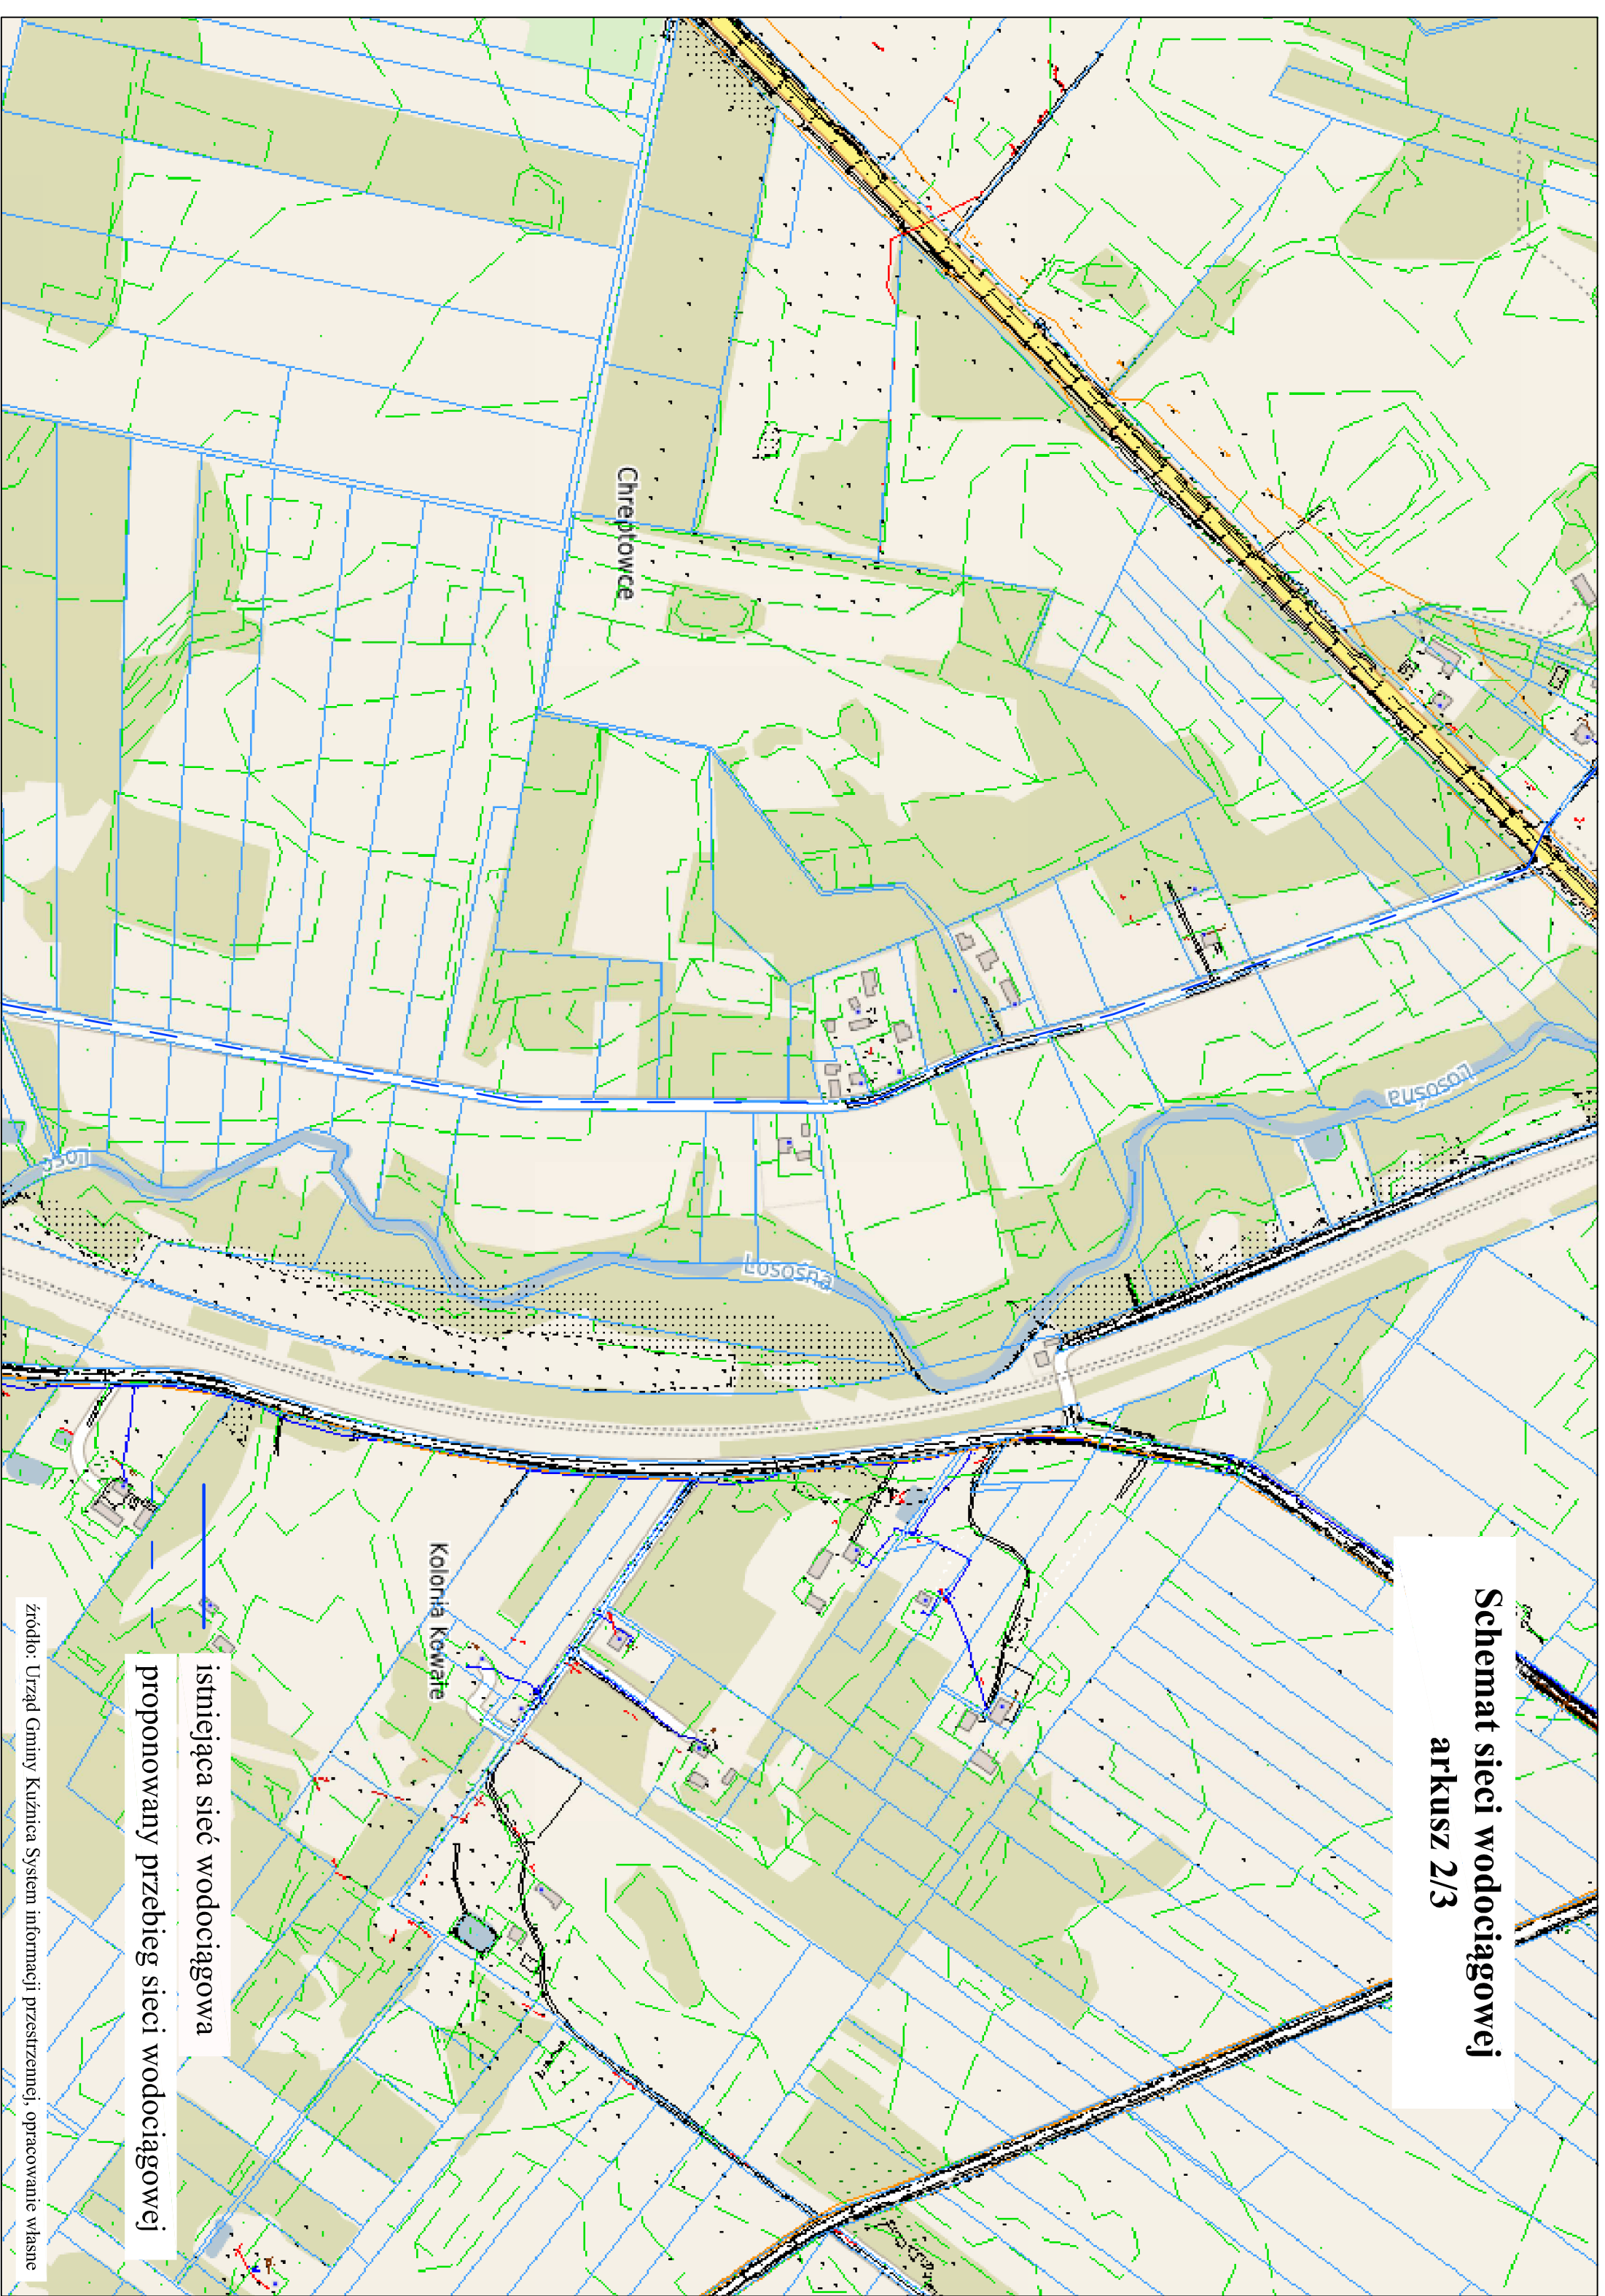 Schemat sieci wodociągowej
arkusz 2/3
Chreptowce
Łosośna
Łosośna
Łoso
Kolonia Kowale
istniejąca sieć wodociągowa
proponowany przebieg sieci wodociągowej
źródło: Urząd Gminy Kuźnica System informacji przestrzennej, opracowanie własne